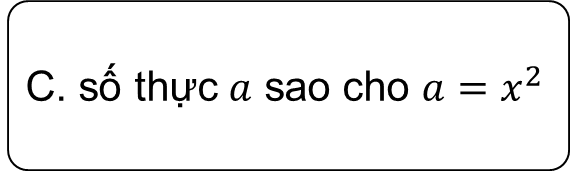 C. số thực a sao cho a = x²